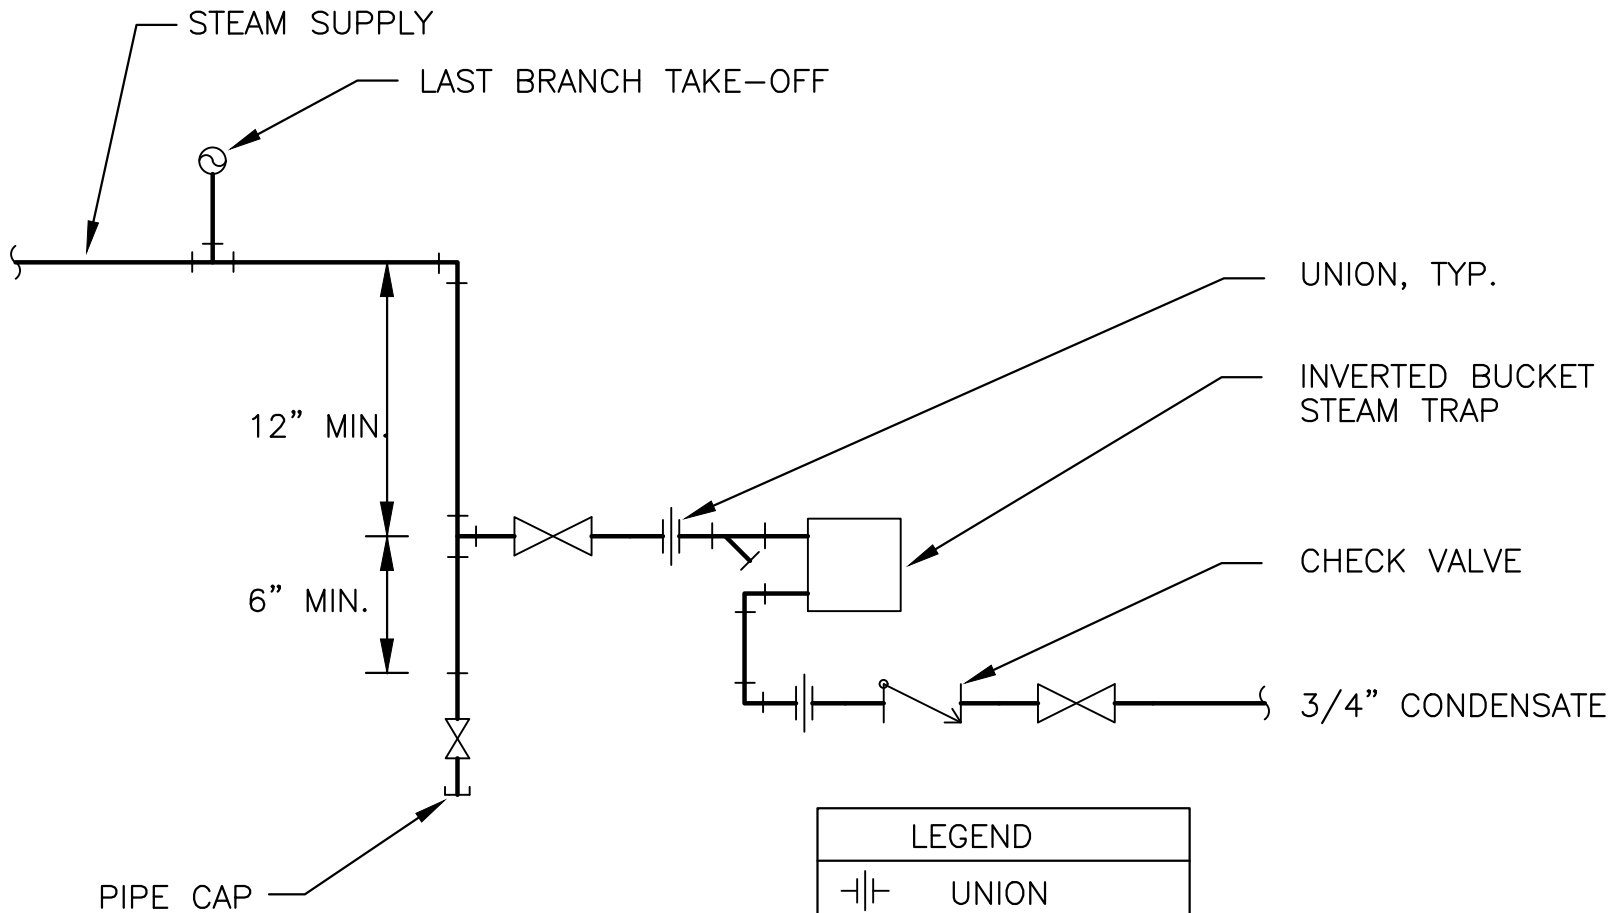 STEAM SUPPLY
LAST BRANCH TAKE-OFF
UNION, TYP.
INVERTED BUCKET
STEAM TRAP
12" MIN.
CHECK VALVE
6" MIN.
3/4" CONDENSATE
LEGEND
PIPE CAP
UNION